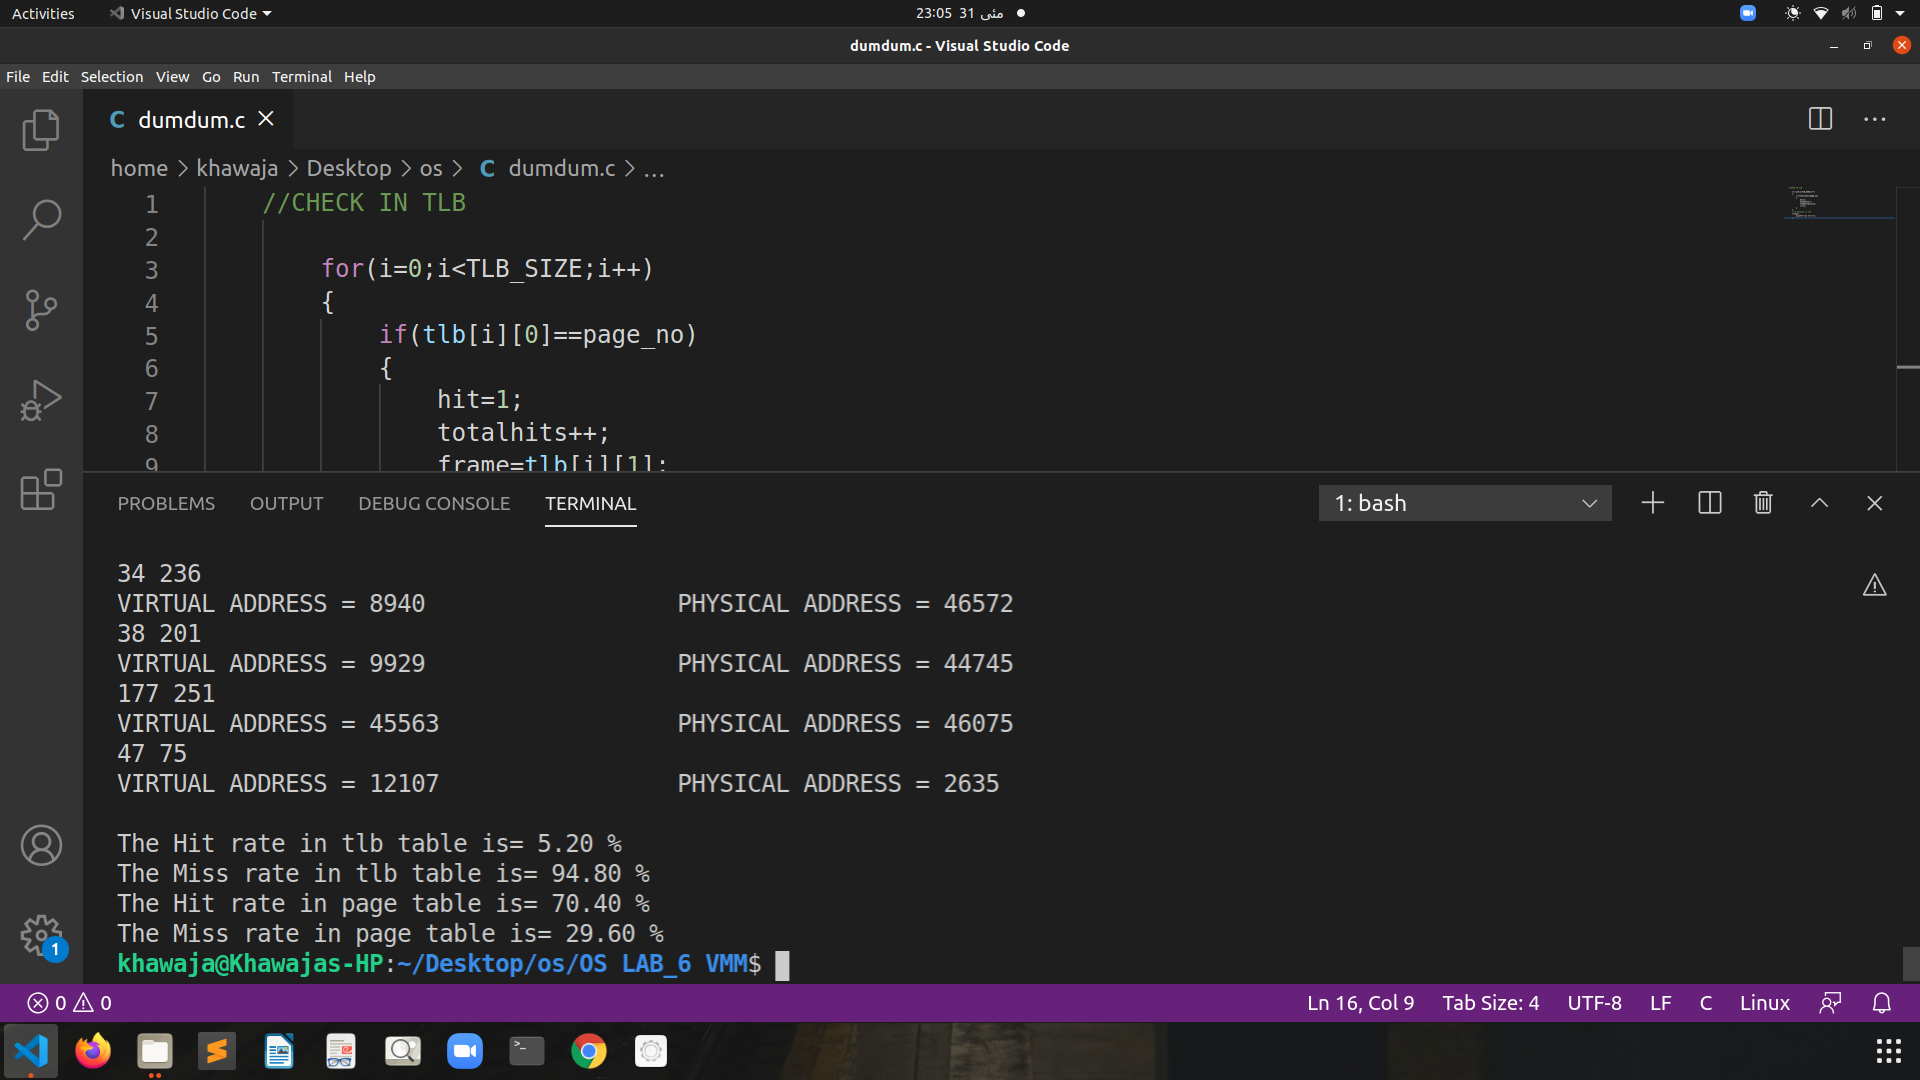 Activities Visual Studio Code 23:05 31 مئی
dumdum.c - Visual Studio Code
File Edit Selection View Go Run Terminal Help
C dumdum.c
home > khawaja > Desktop > os > C dumdum.c > ...
1 //CHECK IN TLB
2
3 for(i=0;i<TLB_SIZE;i++)
4 {
5 if(tlb[i][0]==page_no)
6 {
7 hit=1;
8 totalhits++;
9 frame=tlb[i][1];
PROBLEMS OUTPUT DEBUG CONSOLE TERMINAL 1: bash
34 236
VIRTUAL ADDRESS = 8940 PHYSICAL ADDRESS = 46572
38 201
VIRTUAL ADDRESS = 9929 PHYSICAL ADDRESS = 44745
177 251
VIRTUAL ADDRESS = 45563 PHYSICAL ADDRESS = 46075
47 75
VIRTUAL ADDRESS = 12107 PHYSICAL ADDRESS = 2635
The Hit rate in tlb table is= 5.20 %
The Miss rate in tlb table is= 94.80 %
The Hit rate in page table is= 70.40 %
The Miss rate in page table is= 29.60 %
khawaja@Khawajas-HP:~/Desktop/os/OS LAB_6 VMM$
1
0 0 Ln 16, Col 9 Tab Size: 4 UTF-8 LF C Linux